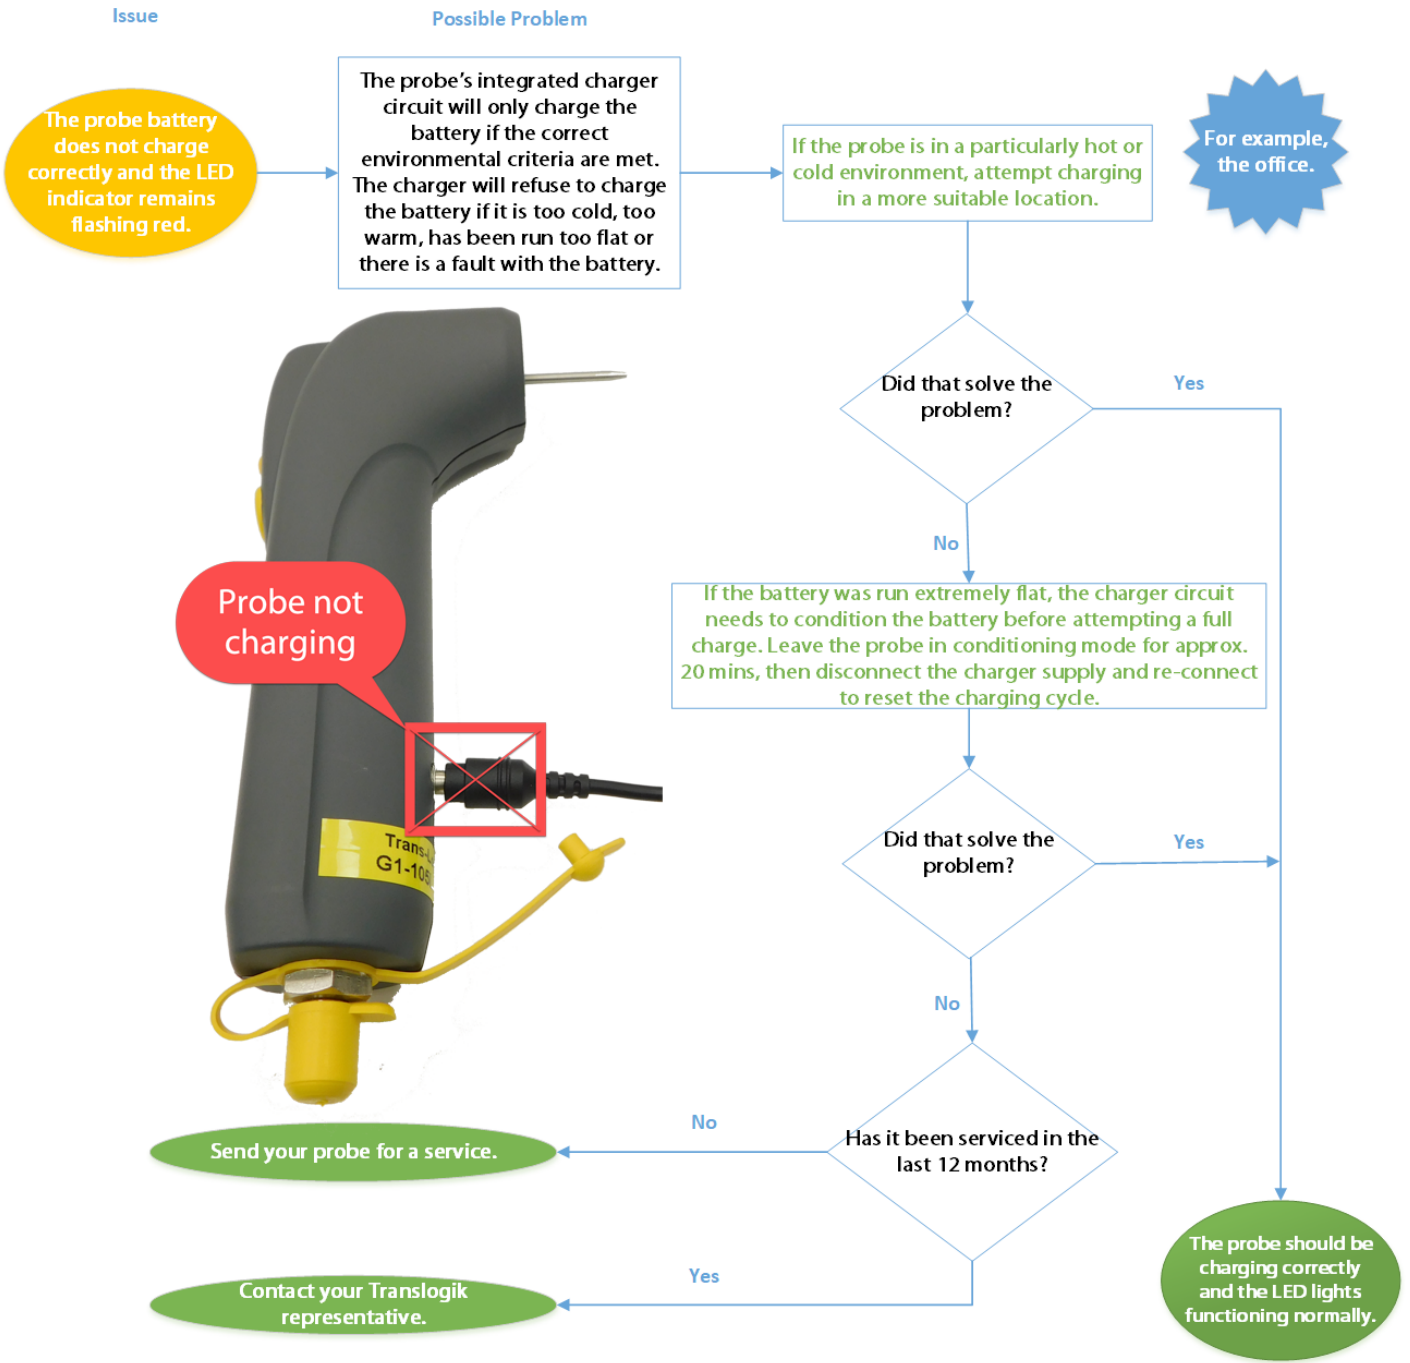 Issue
Possible Problem
The probe battery
does not charge
correctly and the LED
indicator remains
flashing red.
The probe's integrated charger
circuit will only charge the
battery if the correct
environmental criteria are met.
The charger will refuse to charge
the battery if it is too cold, too
warm, has been run too flat or
there is a fault with the battery.
If the probe is in a particularly hot or
cold environment, attempt charging
in a more suitable location.
For example,
the office.
Did that solve the
problem?
Yes
No
If the battery was run extremely flat, the charger circuit
needs to condition the battery before attempting a full
charge. Leave the probe in conditioning mode for approx.
20 mins, then disconnect the charger supply and re-connect
to reset the charging cycle.
Probe not
charging
Did that solve the
problem?
Yes
No
Has it been serviced in the
last 12 months?
No
Send your probe for a service.
Yes
Contact your Translogik
representative.
The probe should be
charging correctly
and the LED lights
functioning normally.